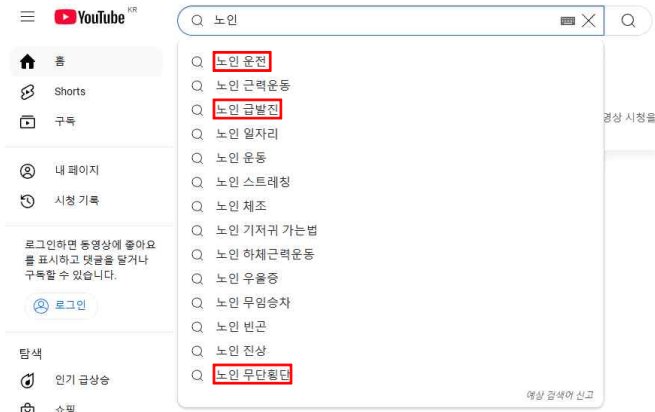 YouTube KR
노인
홈
Shorts
구독
내 페이지
시청 기록
로그인하면 동영상에 좋아요
를 표시하고 댓글을 달거나
구독할 수 있습니다.
로그인
탐색
인기 급상승
쇼핑
노인 운전
노인 근력운동
노인 급발진
노인 일자리
노인 운동
노인 스트레칭
노인 체조
노인 기저귀 가는법
노인 하체근력운동
노인 우울증
노인 무임승차
노인 빈곤
노인 진상
노인 무단횡단
예상 검색어 신고
영상 시청을